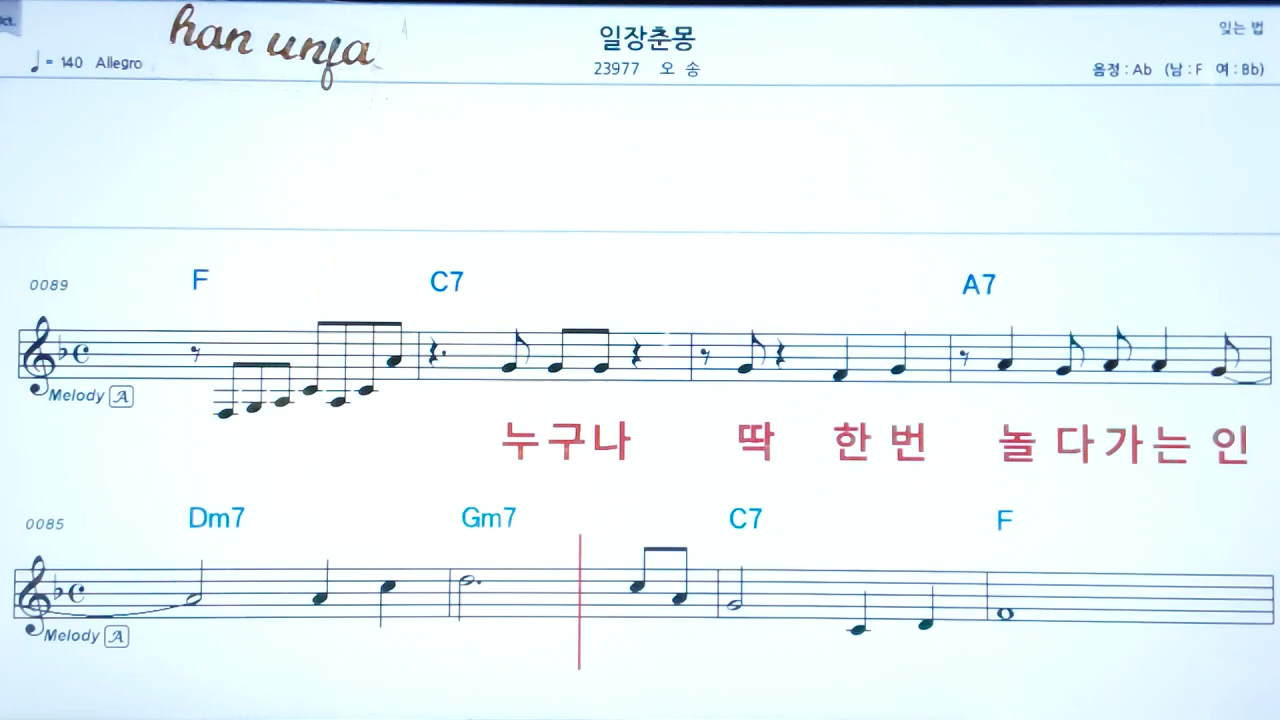 ict.
han unfa
일장춘몽
잊는 법
♩= 140 Allegro
23977 오 송
음정 : Ab (남 : F 여 : Bb)
0089 F C7 A7
Melody A
누구나 딱 한 번 놀 다 가 는 인
0085 Dm7 Gm7 C7 F
Melody A